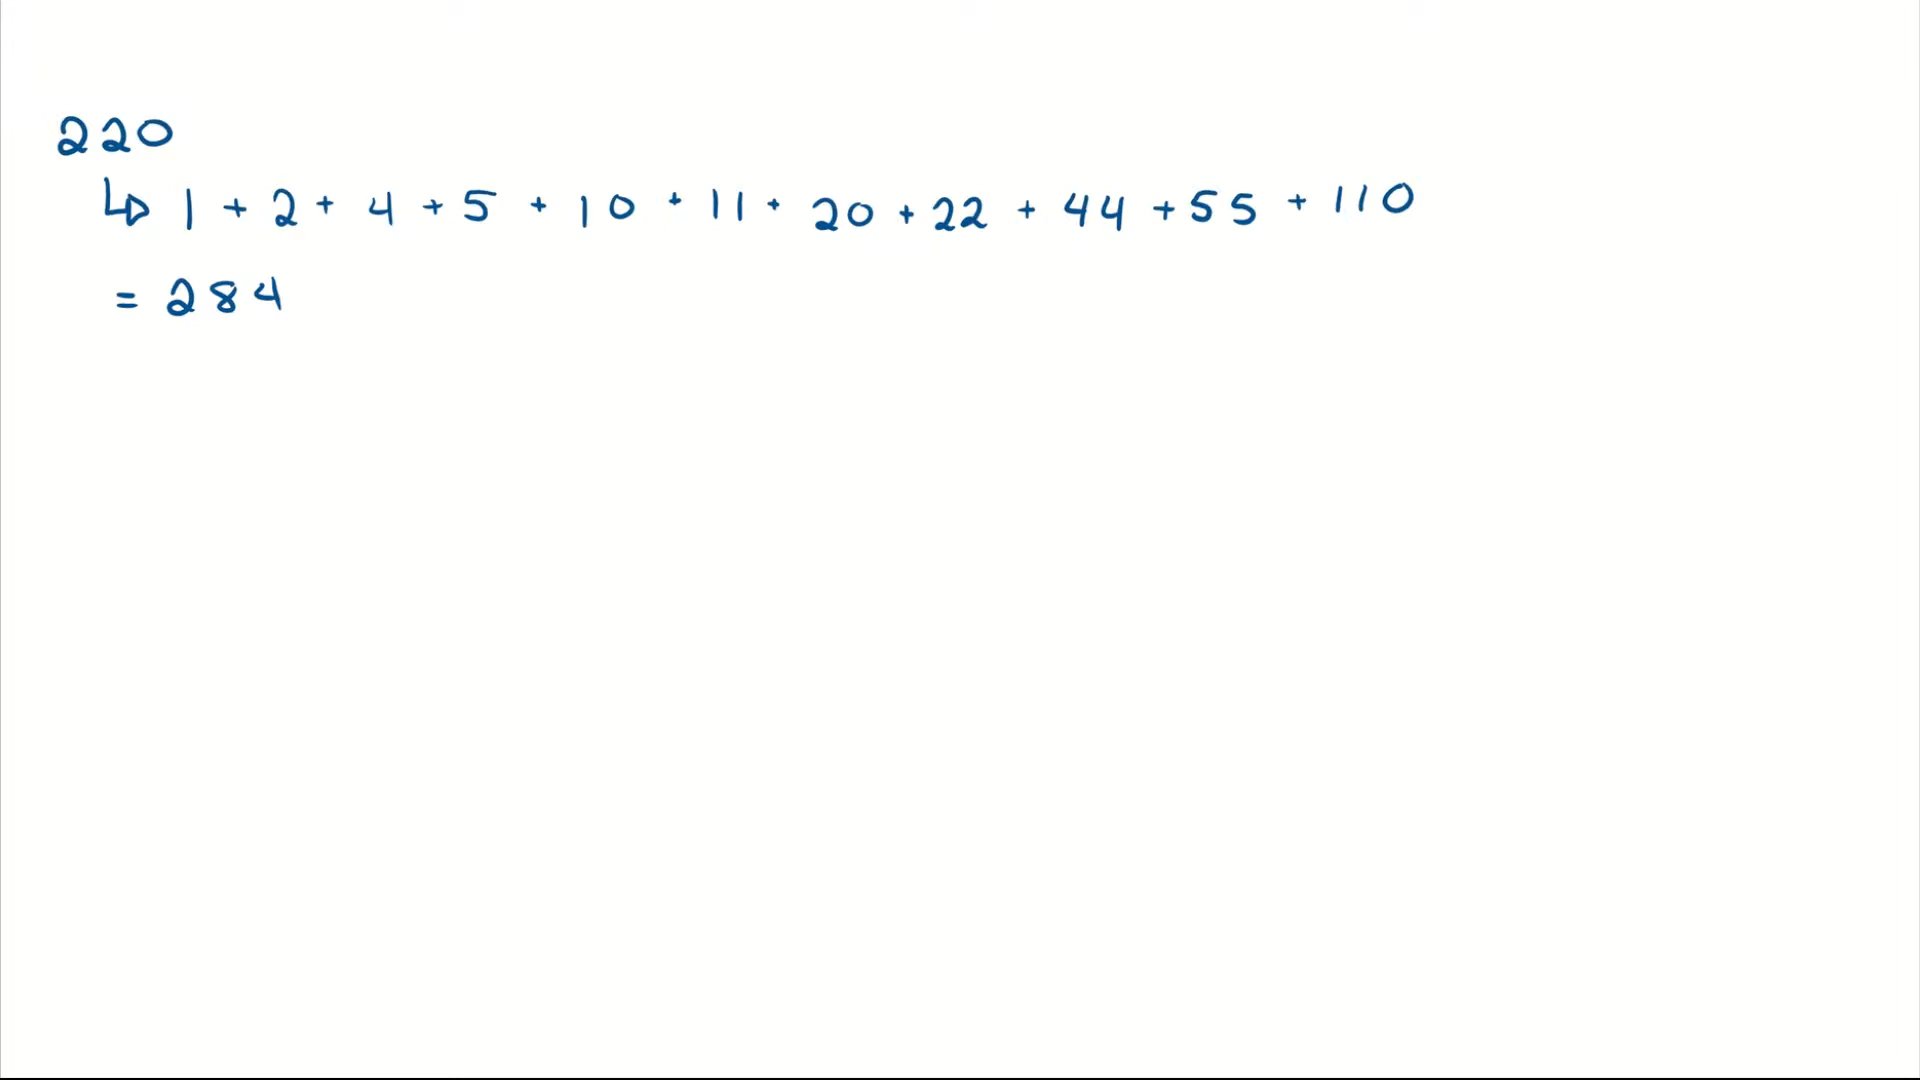 220
↳ 1 + 2 + 4 + 5 + 10 + 11 + 20 + 22 + 44 + 55 + 110
= 284